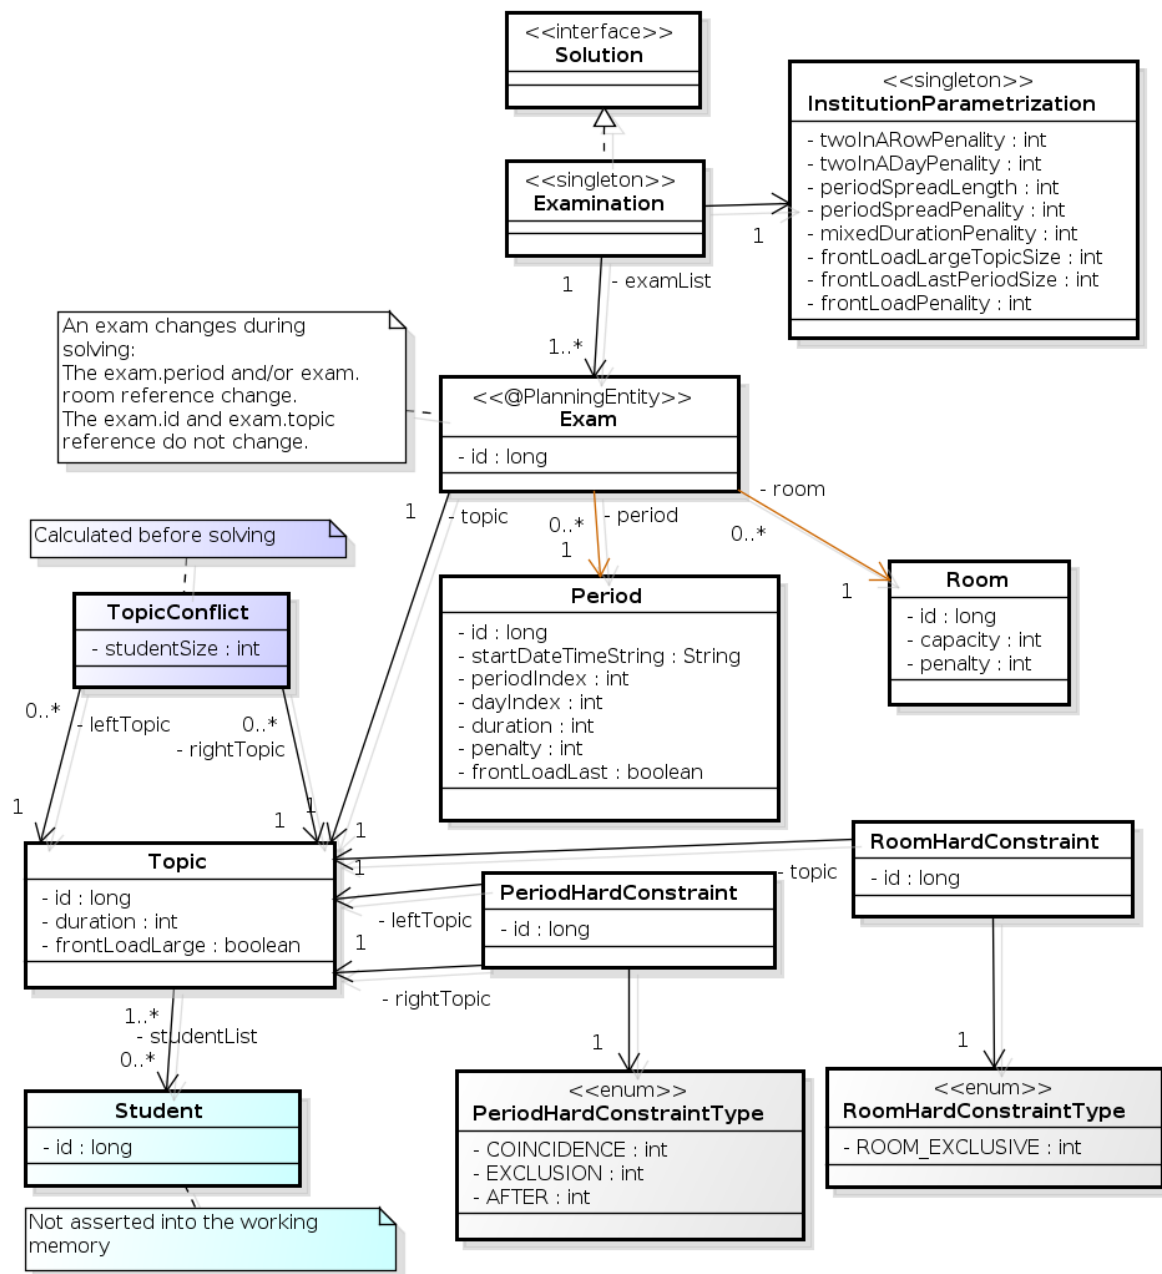 <<interface>>
Solution
<<singleton>>
InstitutionParametrization
- twoInARowPenality : int
- twoInADayPenality : int
- periodSpreadLength : int
- periodSpreadPenality : int
- mixedDurationPenality : int
- frontLoadLargeTopicSize : int
- frontLoadLastPeriodSize : int
- frontLoadPenality : int
<<singleton>>
Examination
1
1
- examList
1..*
An exam changes during
solving:
The exam.period and/or exam.
room reference change.
The exam.id and exam.topic
reference do not change.
<<@PlanningEntity>>
Exam
- id : long
1
- topic
0..*
1
- period
- room
0..*
1
Calculated before solving
TopicConflict
- studentSize : int
0..*
- leftTopic
0..*
- rightTopic
1
1
1
1
Period
- id : long
- startDateTimeString : String
- periodIndex : int
- dayIndex : int
- duration : int
- penalty : int
- frontLoadLast : boolean
Room
- id : long
- capacity : int
- penalty : int
Topic
- id : long
- duration : int
- frontLoadLarge : boolean
1
- leftTopic
1
- rightTopic
- topic
PeriodHardConstraint
- id : long
RoomHardConstraint
- id : long
1..*
- studentList
0..*
1
1
Student
- id : long
Not asserted into the working
memory
<<enum>>
PeriodHardConstraintType
- COINCIDENCE : int
- EXCLUSION : int
- AFTER : int
<<enum>>
RoomHardConstraintType
- ROOM_EXCLUSIVE : int